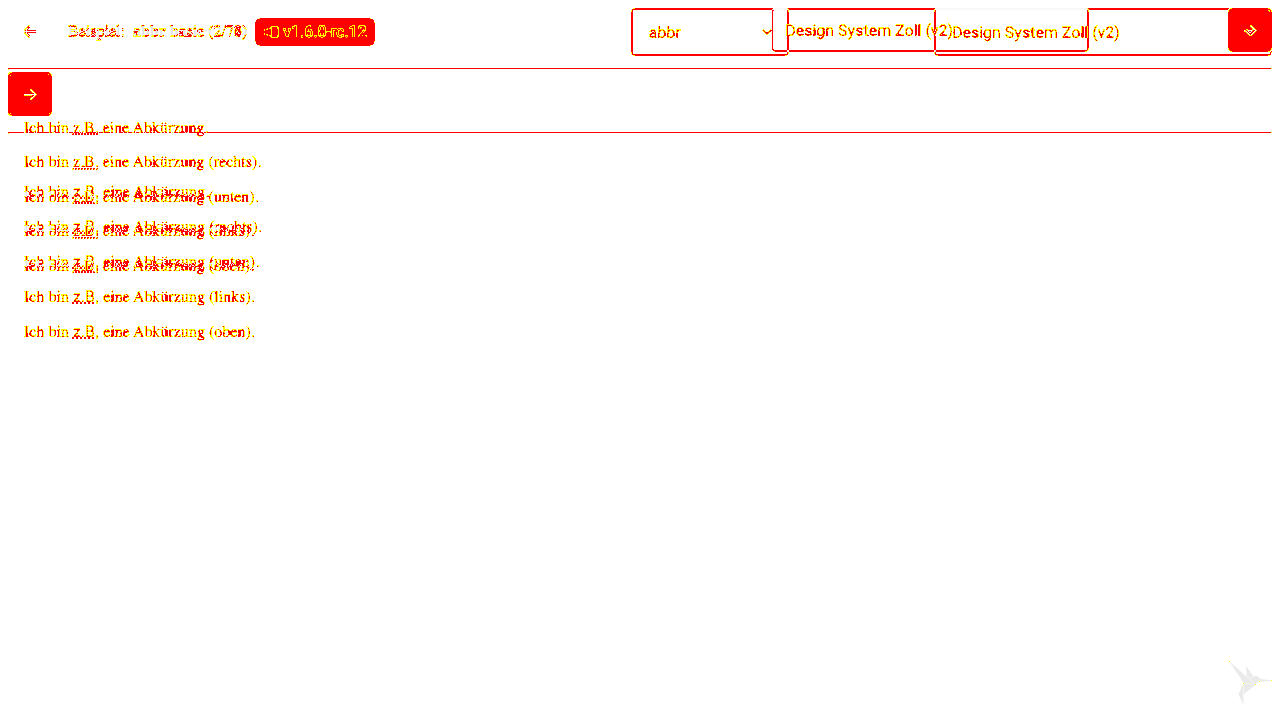 Beispiel: abbr basic (2/78) v1.6.0-rc.12 abbr Design System Zoll (v2) Design System Zoll (v2)
Ich bin z.B. eine Abkürzung.
Ich bin z.B. eine Abkürzung (rechts).
Ich bin z.B. eine Abkürzung.
Ich bin z.B. eine Abkürzung (unten).
Ich bin z.B. eine Abkürzung (rechts).
Ich bin z.B. eine Abkürzung (links).
Ich bin z.B. eine Abkürzung (unten).
Ich bin z.B. eine Abkürzung (oben).
Ich bin z.B. eine Abkürzung (links).
Ich bin z.B. eine Abkürzung (oben).